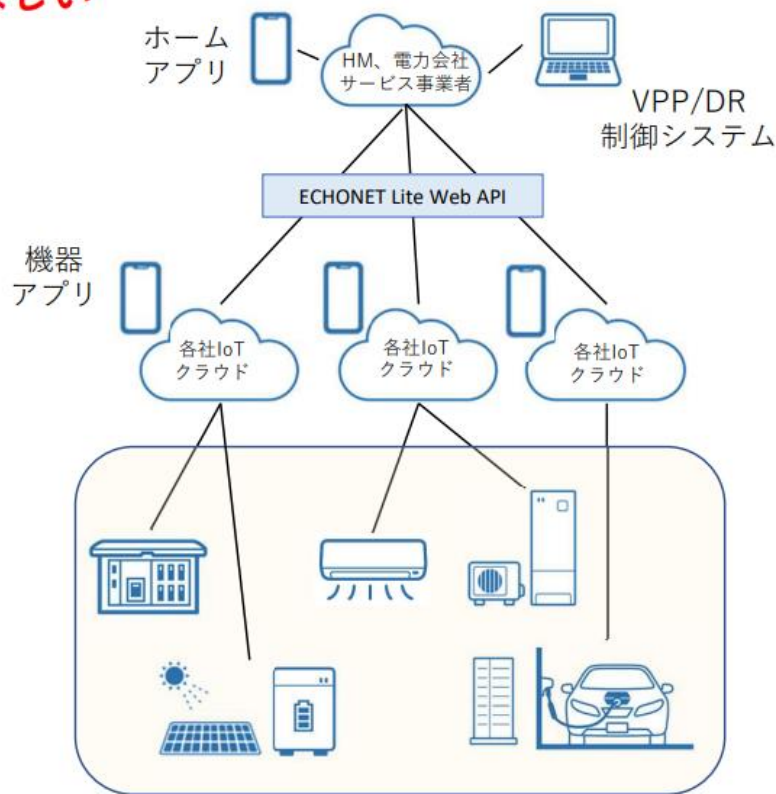 しい
ホーム
アプリ
HM、電力会社
サービス事業者
VPP/DR
制御システム
ECHONET Lite Web API
機器
アプリ
各社IoT
クラウド
各社IoT
クラウド
各社IoT
クラウド